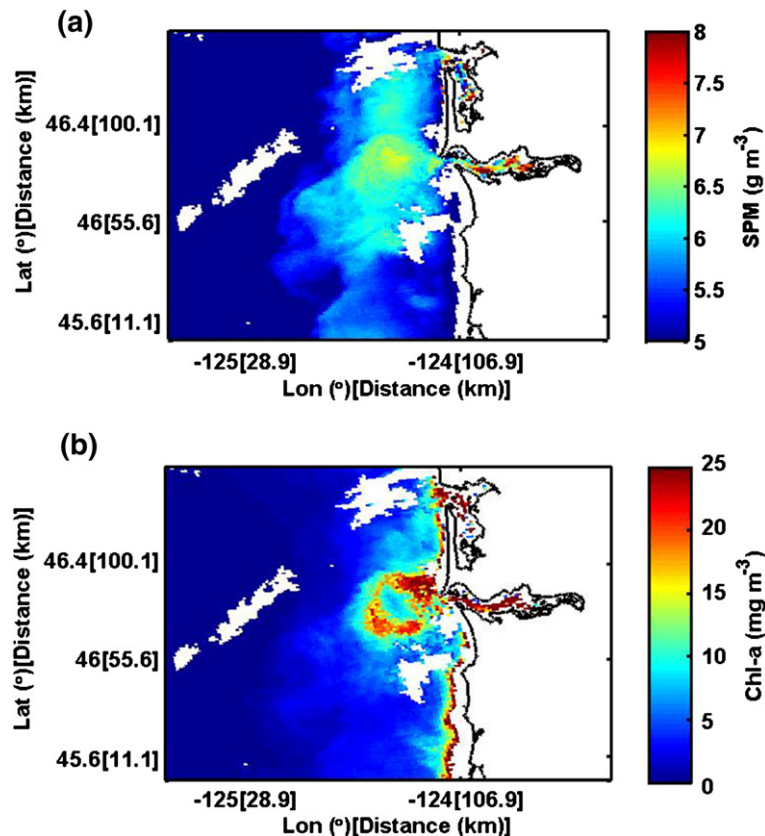 (a)
Lat (°)[Distance (km)]
46.4[100.1]
46[55.6]
45.6[11.1]
-125[28.9]
-124[106.9]
Lon (°)[Distance (km)]
8
7.5
7
6.5
6
5.5
5
SPM (g m⁻³)
(b)
Lat (°)[Distance (km)]
46.4[100.1]
46[55.6]
45.6[11.1]
-125[28.9]
-124[106.9]
Lon (°)[Distance (km)]
25
20
15
10
5
0
Chl-a (mg m⁻³)